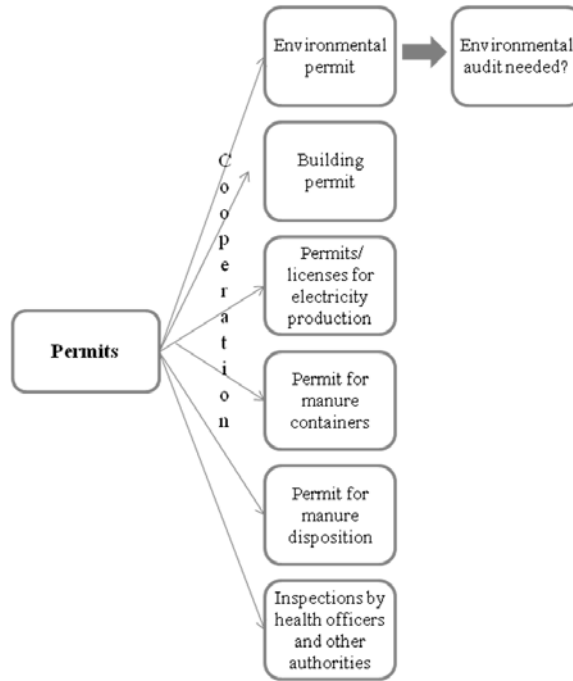 Environmental
permit
Environmental
audit needed?
Building
permit
Cooperation
Permits/
licenses for
electricity
production
Permits
Permit for
manure
containers
Permit for
manure
disposition
Inspections by
health officers
and other
authorities